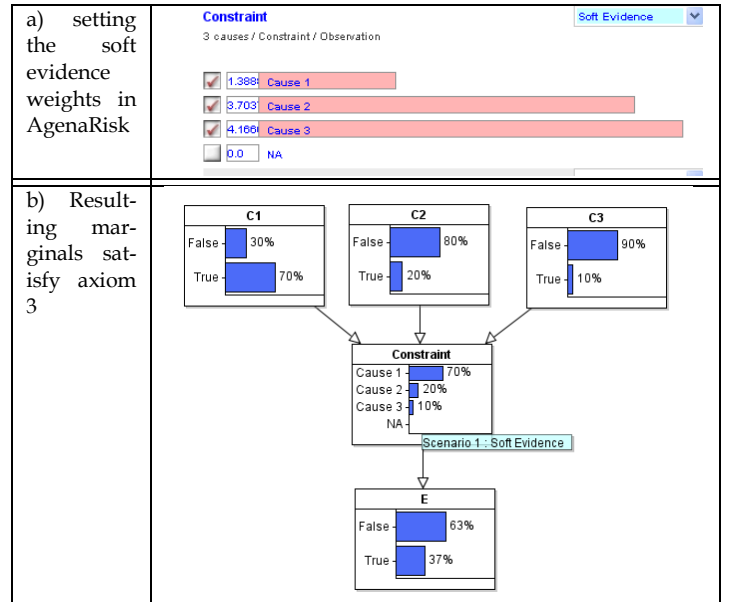 a) setting
the soft
evidence
weights in
AgenaRisk
Constraint
Soft Evidence
3 causes / Constraint / Observation
Cause 1
Cause 2
Cause 3
0.0 NA
b) Result-
ing mar-
ginals sat-
isfy axiom
3
C1
False 30%
True 70%
C2
False 80%
True 20%
C3
False 90%
True 10%
Constraint
Cause 1 70%
Cause 2 20%
Cause 3 10%
NA
Scenario 1 : Soft Evidence
E
False 63%
True 37%